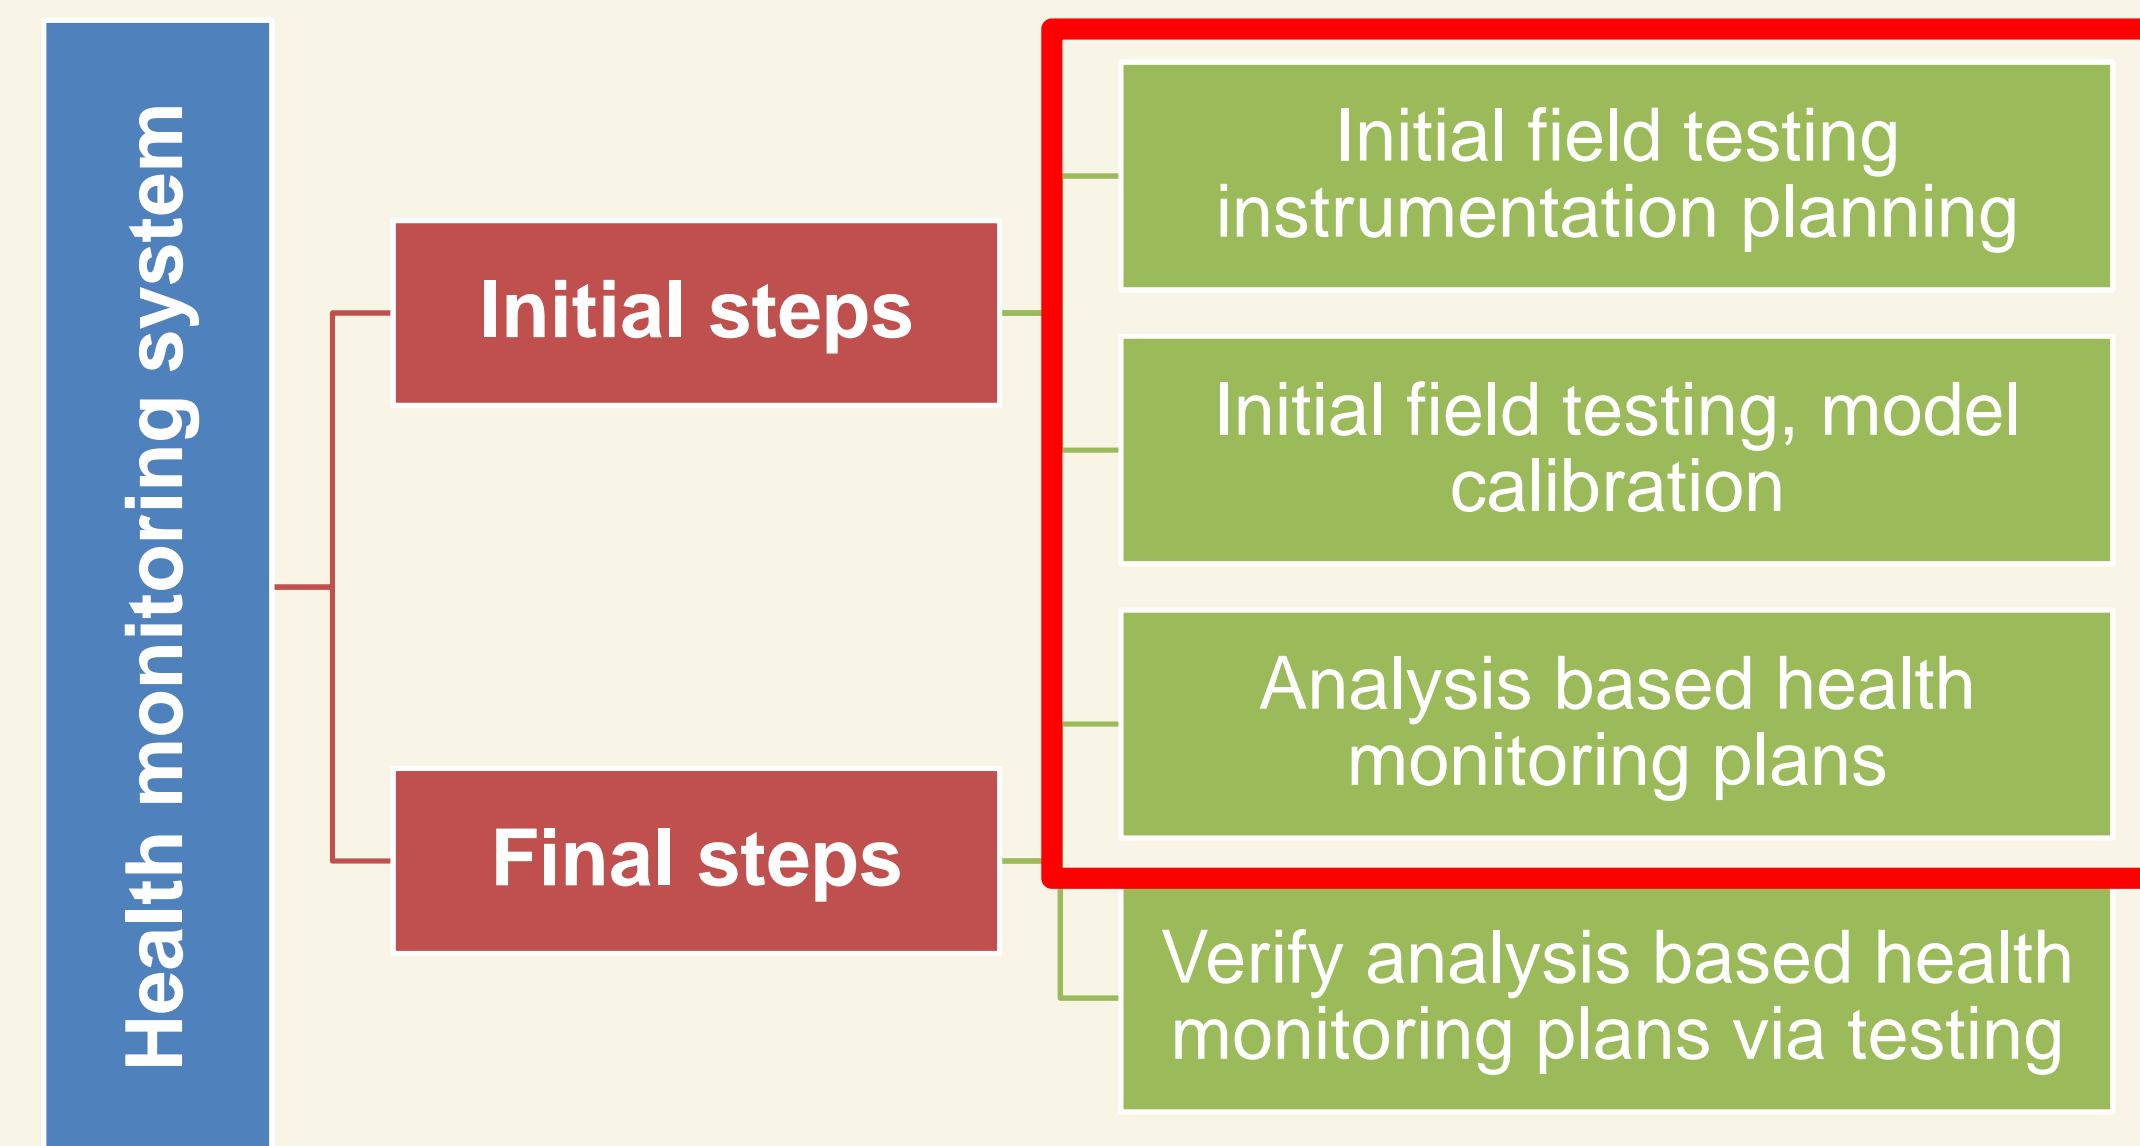 Health monitoring system
Initial steps
Initial field testing
instrumentation planning
Initial field testing, model
calibration
Final steps
Analysis based health
monitoring plans
Verify analysis based health
monitoring plans via testing